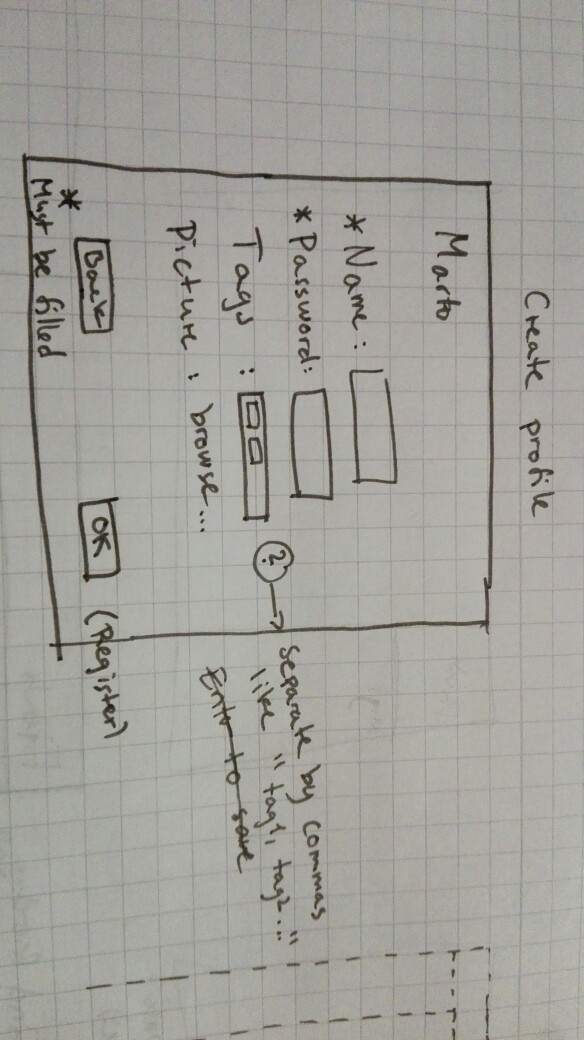 Create profile
Marto
* Name :
* Password:
Tags :
?
separate by commas
like "tag1, tag2..."
Enter to save
Picture : browse...
Back
OK
(Register)
*
Must be filled